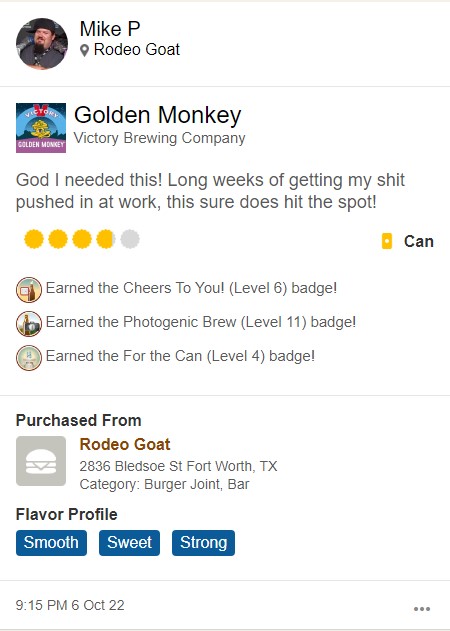 Mike P
Rodeo Goat
VICTORY
GOLDEN MONKEY
Golden Monkey
Victory Brewing Company
God I needed this! Long weeks of getting my shit
pushed in at work, this sure does hit the spot!
Can
Earned the Cheers To You! (Level 6) badge!
Earned the Photogenic Brew (Level 11) badge!
Earned the For the Can (Level 4) badge!
Purchased From
Rodeo Goat
2836 Bledsoe St Fort Worth, TX
Category: Burger Joint, Bar
Flavor Profile
Smooth Sweet Strong
9:15 PM 6 Oct 22